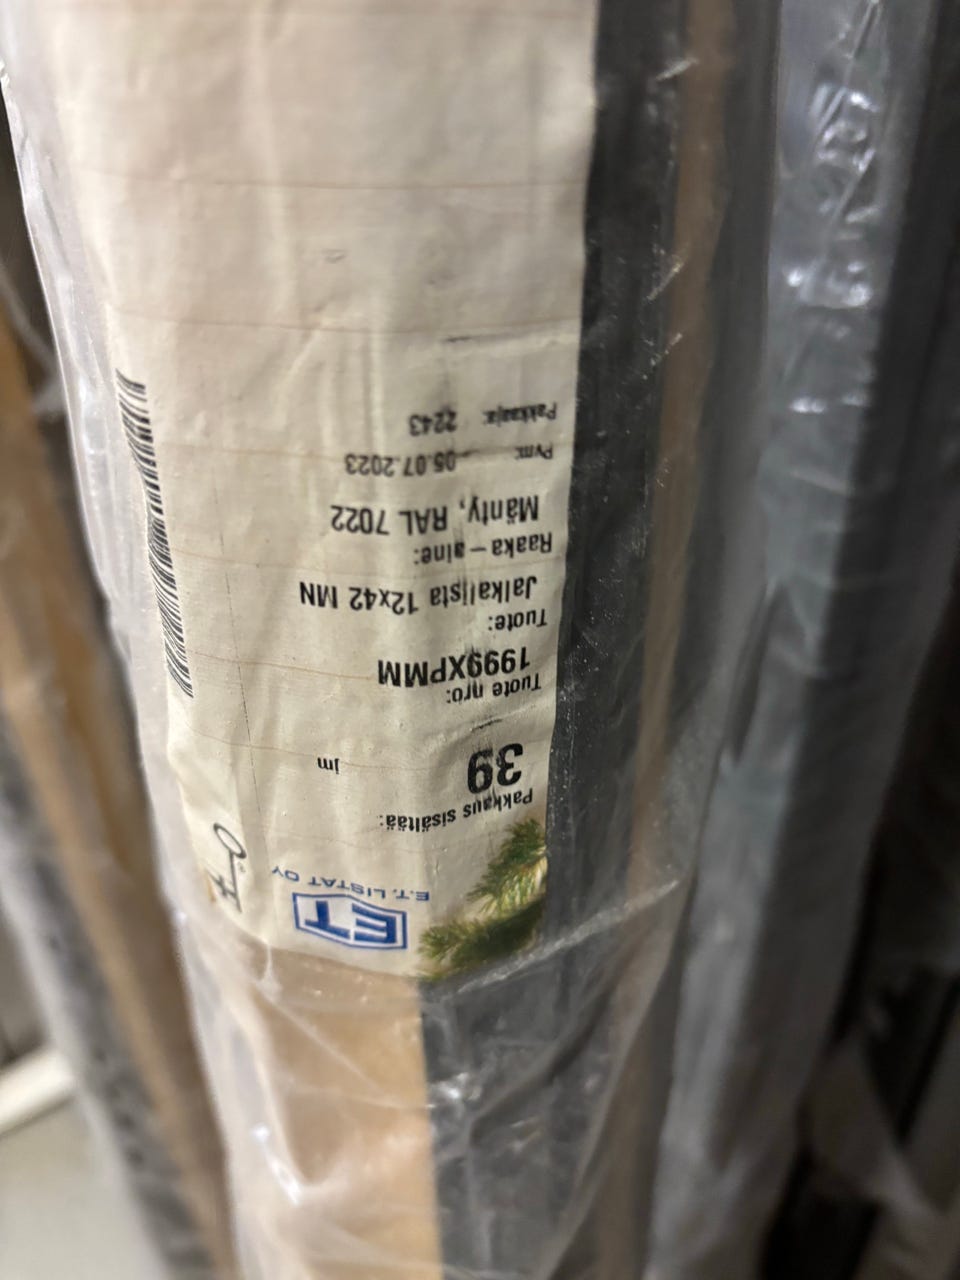 ET
E.T. LISTAT OY
Pakkaus sisältää:
39 jm
Tuote nro:
1999XPMM
Tuote:
Jalkalista 12x42 MN
Raaka-aine:
Mänty, RAL 7022
Pvm: 05.07.2023
Pakkaaja: 2243